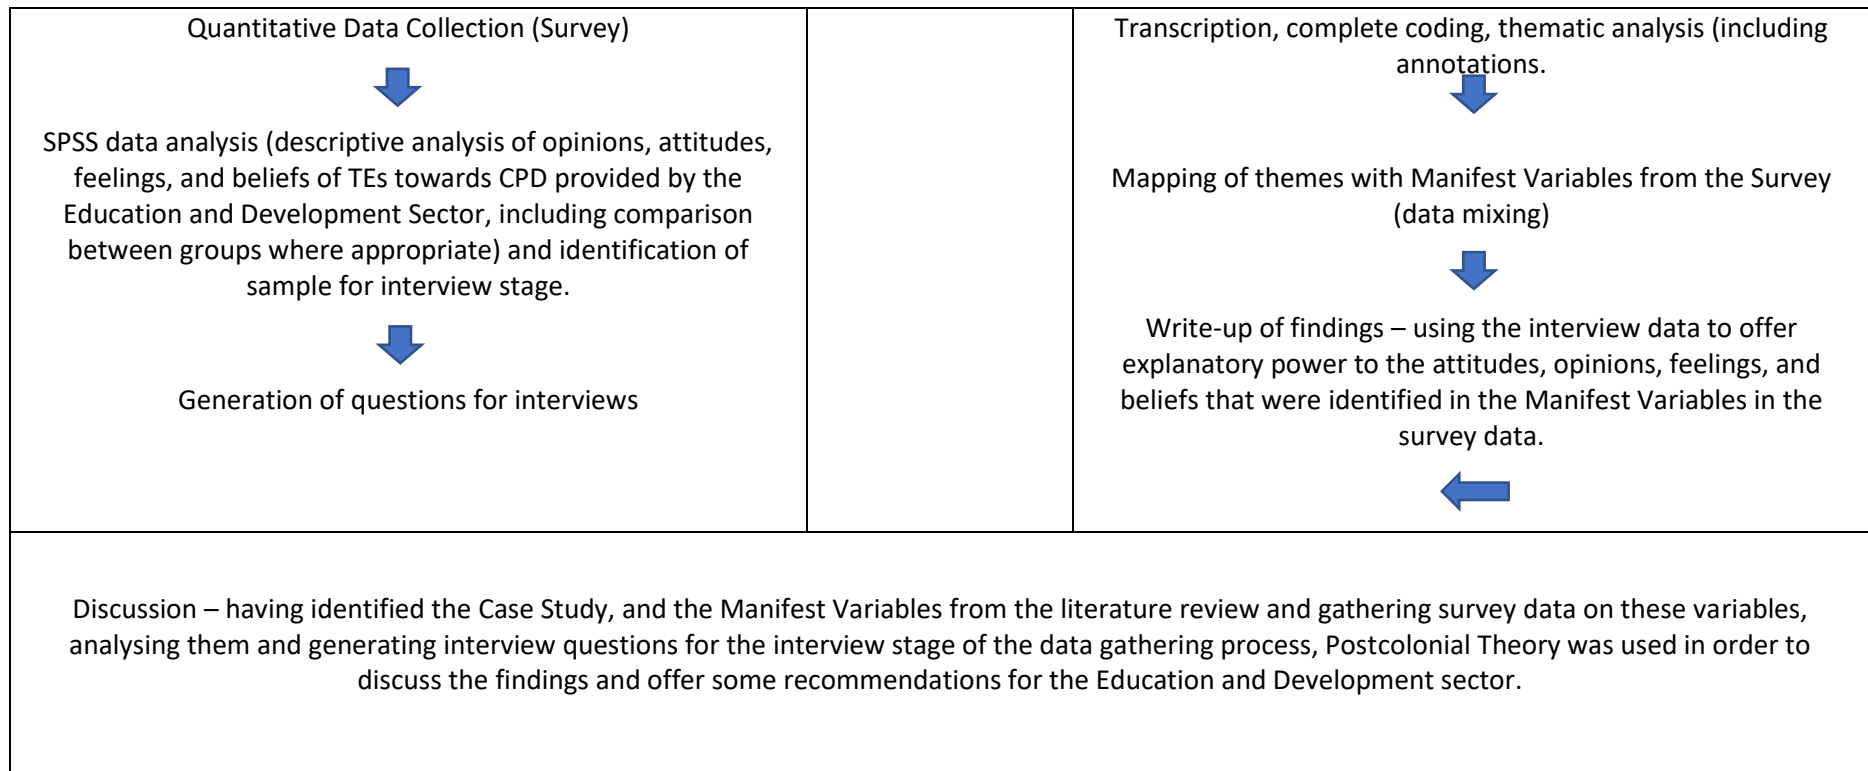 Quantitative Data Collection (Survey)
SPSS data analysis (descriptive analysis of opinions, attitudes,
feelings, and beliefs of TEs towards CPD provided by the
Education and Development Sector, including comparison
between groups where appropriate) and identification of
sample for interview stage.
Generation of questions for interviews
Transcription, complete coding, thematic analysis (including
annotations.
Mapping of themes with Manifest Variables from the Survey
(data mixing)
Write-up of findings – using the interview data to offer
explanatory power to the attitudes, opinions, feelings, and
beliefs that were identified in the Manifest Variables in the
survey data.
Discussion – having identified the Case Study, and the Manifest Variables from the literature review and gathering survey data on these variables,
analysing them and generating interview questions for the interview stage of the data gathering process, Postcolonial Theory was used in order to
discuss the findings and offer some recommendations for the Education and Development sector.